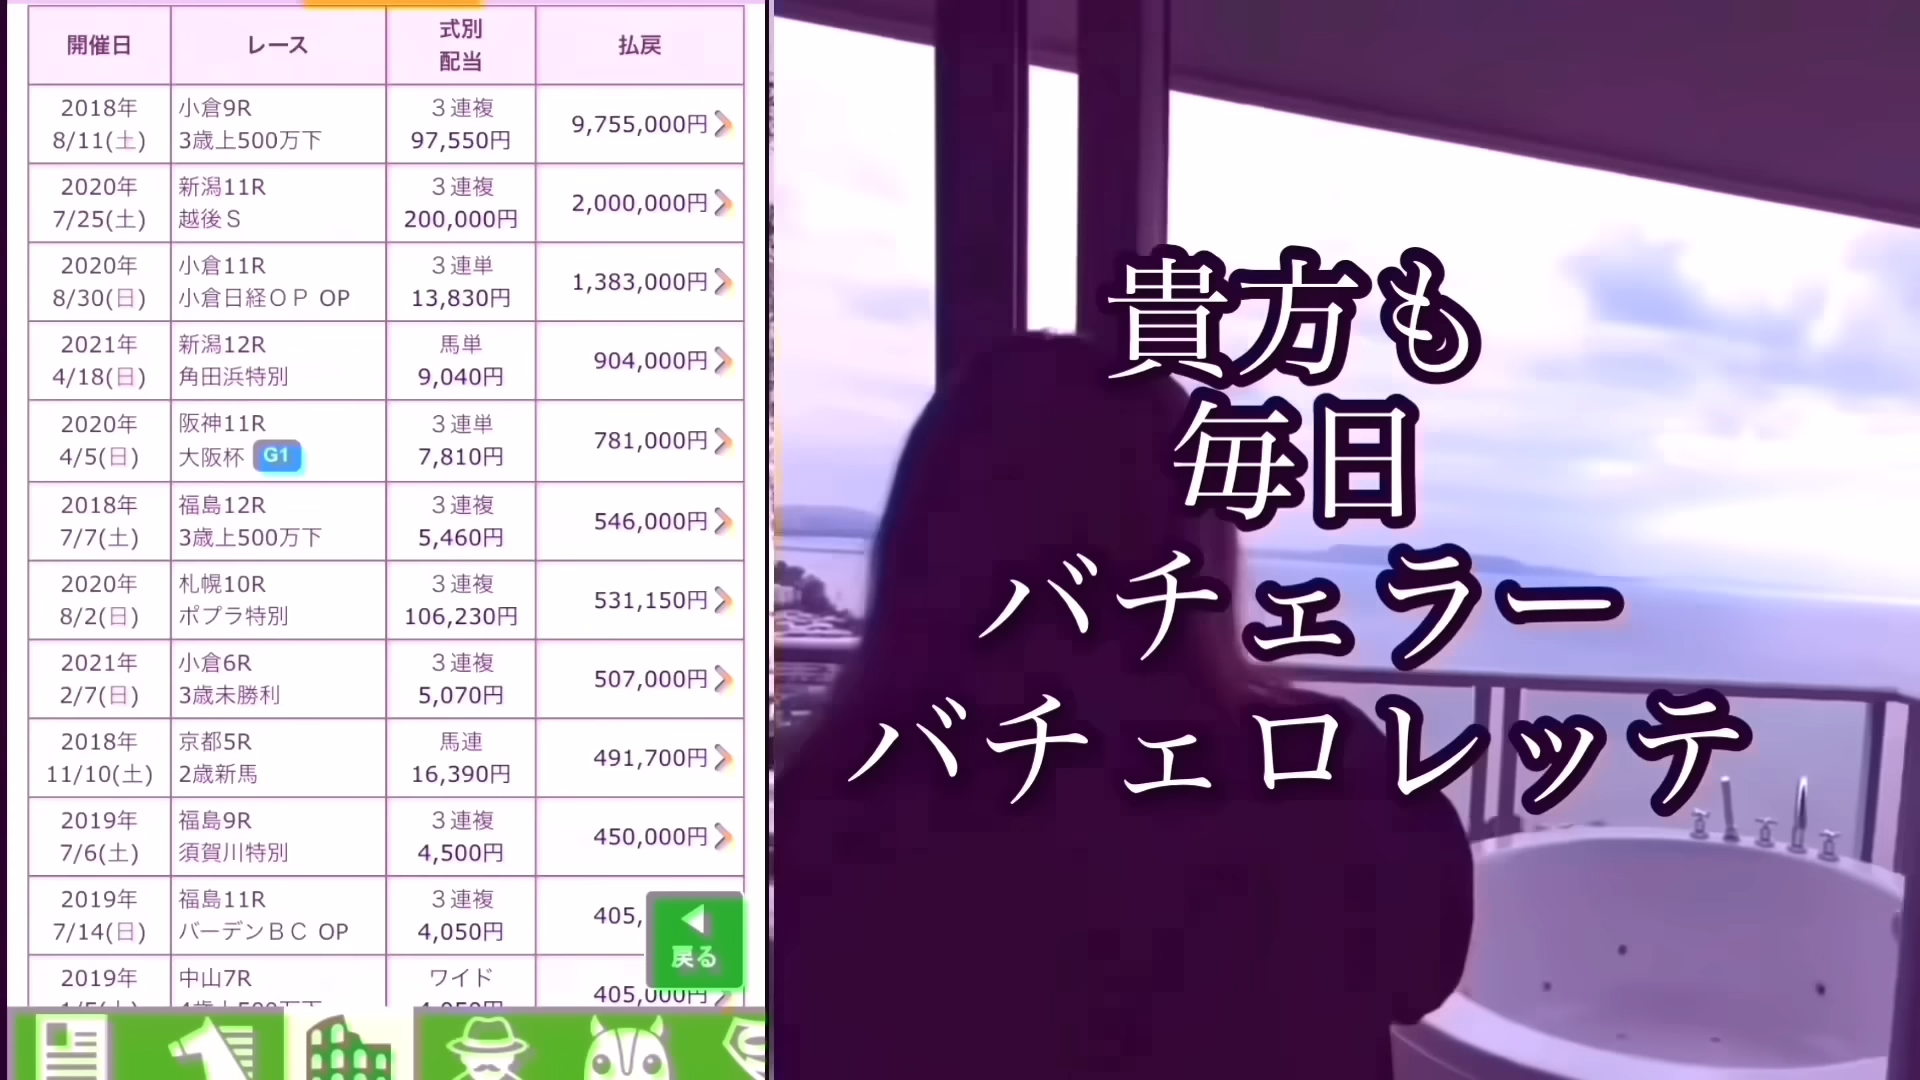 開催日 レース 式別 配当 払戻
2018年 小倉9R 3連複
8/11(土) 3歳上500万下 97,550円 9,755,000円
2020年 新潟11R 3連複
7/25(土) 越後S 200,000円 2,000,000円
2020年 小倉11R 3連単
8/30(日) 小倉日経OP OP 13,830円 1,383,000円
2021年 新潟12R 馬単
4/18(日) 角田浜特別 9,040円 904,000円
2020年 阪神11R 3連単
4/5(日) 大阪杯 G1 7,810円 781,000円
2018年 福島12R 3連複
7/7(土) 3歳上500万下 5,460円 546,000円
2020年 札幌10R 3連複
8/2(日) ポプラ特別 106,230円 531,150円
2021年 小倉6R 3連複
2/7(日) 3歳未勝利 5,070円 507,000円
2018年 京都5R 馬連
11/10(土) 2歳新馬 16,390円 491,700円
2019年 福島9R 3連複
7/6(土) 須賀川特別 4,500円 450,000円
2019年 福島11R 3連複
7/14(日) バーデンBC OP 4,050円 405,
2019年 中山7R ワイド
405,000円
戻る
貴方も
毎日
バチェラー
バチェロレッテ